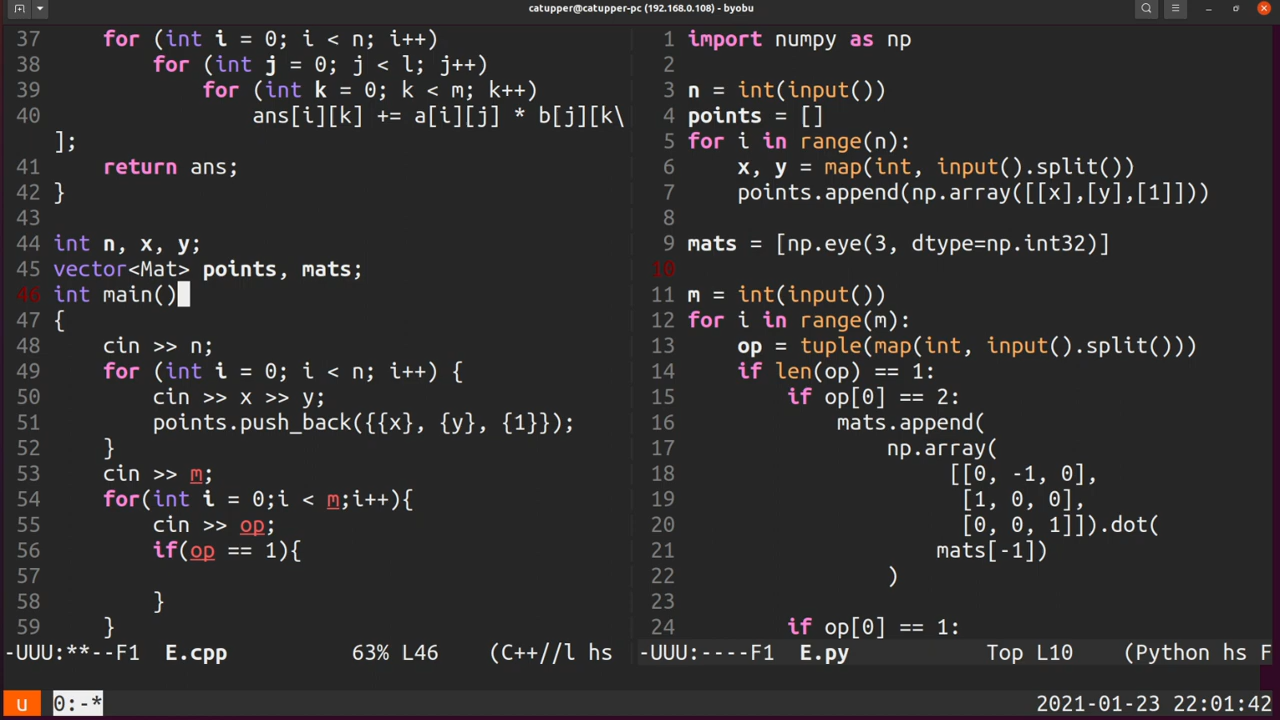 catupper@catupper-pc (192.168.0.108) - byobu
37     for (int i = 0; i < n; i++)
38         for (int j = 0; j < l; j++)
39             for (int k = 0; k < m; k++)
40                 ans[i][k] += a[i][j] * b[j][k\
];
41     return ans;
42 }
43
44 int n, x, y;
45 vector<Mat> points, mats;
46 int main()
47 {
48     cin >> n;
49     for (int i = 0; i < n; i++) {
50         cin >> x >> y;
51         points.push_back({{x}, {y}, {1}});
52     }
53     cin >> m;
54     for(int i = 0;i < m;i++){
55         cin >> op;
56         if(op == 1){
57
58         }
59     }
-UUU:**--F1  E.cpp          63% L46    (C++//l hs
1 import numpy as np
2
3 n = int(input())
4 points = []
5 for i in range(n):
6     x, y = map(int, input().split())
7     points.append(np.array([[x],[y],[1]]))
8
9 mats = [np.eye(3, dtype=np.int32)]
10
11 m = int(input())
12 for i in range(m):
13     op = tuple(map(int, input().split()))
14     if len(op) == 1:
15         if op[0] == 2:
16             mats.append(
17                 np.array(
18                      [[0, -1, 0],
19                       [1, 0, 0],
20                       [0, 0, 1]]).dot(
21                     mats[-1])
22                 )
23
24         if op[0] == 1:
-UUU:----F1  E.py           Top L10    (Python hs F
u 0:-* 2021-01-23 22:01:42